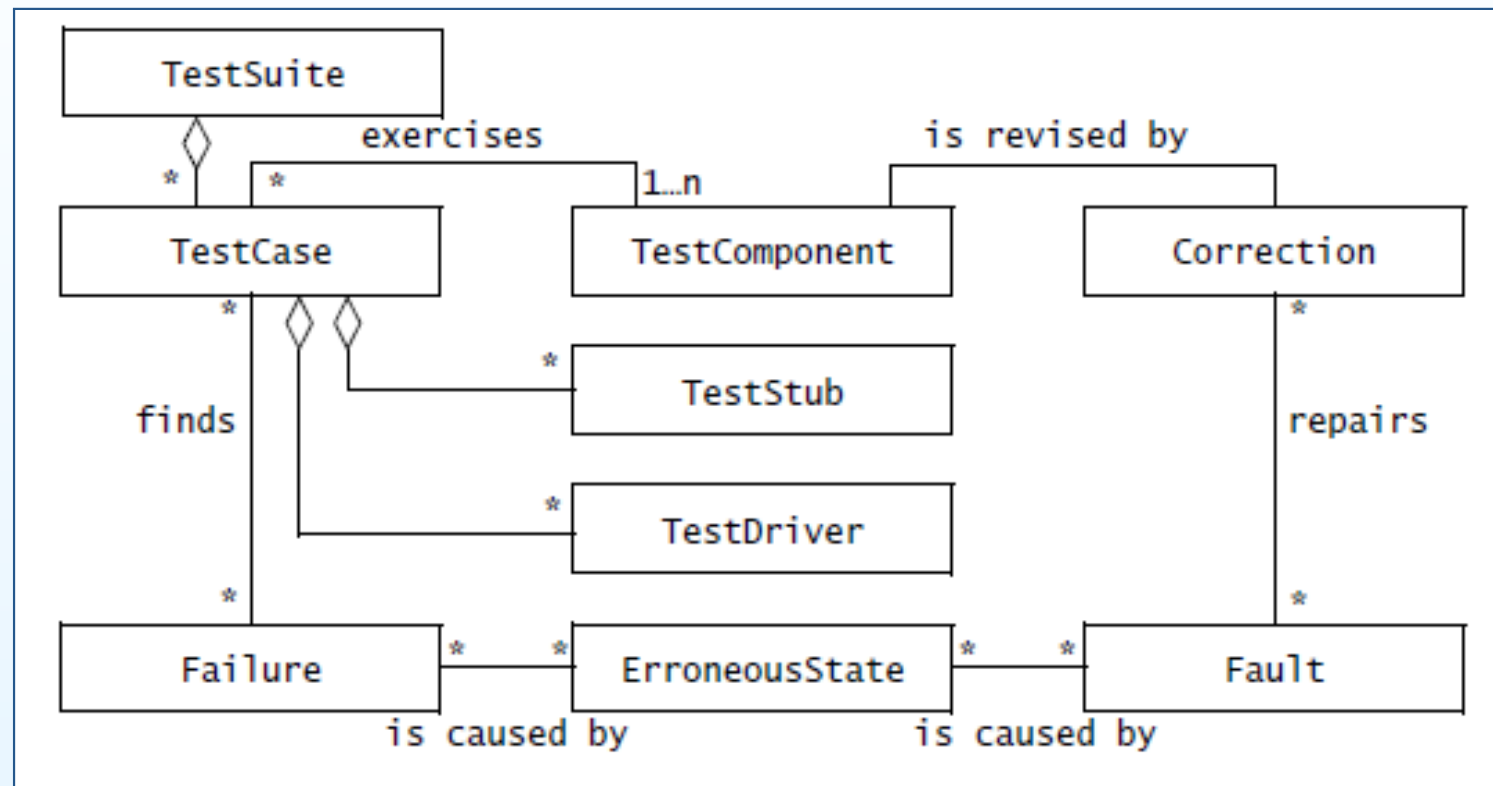 TestSuite
exercises
is revised by
*
*
1…n
TestCase
TestComponent
Correction
*
*
*
TestStub
finds
repairs
*
TestDriver
*
*
*
*
*
*
Failure
ErroneousState
Fault
is caused by
is caused by